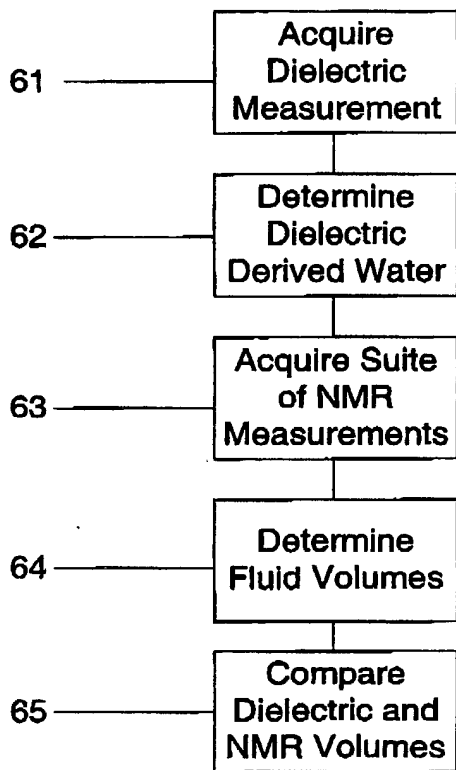 61
Acquire
Dielectric
Measurement
62
Determine
Dielectric
Derived Water
63
Acquire Suite
of NMR
Measurements
64
Determine
Fluid Volumes
65
Compare
Dielectric and
NMR Volumes